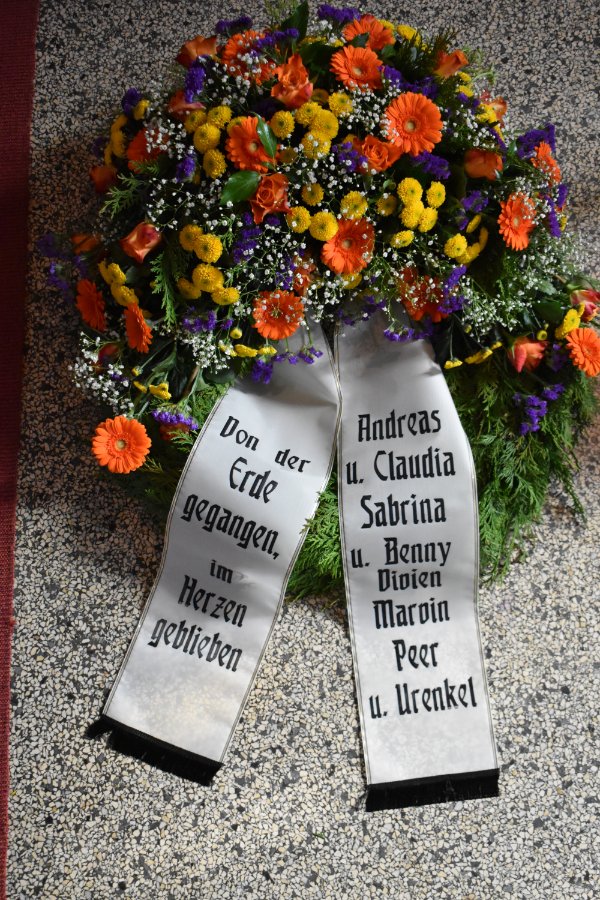 Von der
Erde
gegangen,
im
Herzen
geblieben
Andreas
u. Claudia
Sabrina
u. Benny
Vivien
Marvin
Peer
u. Urenkel